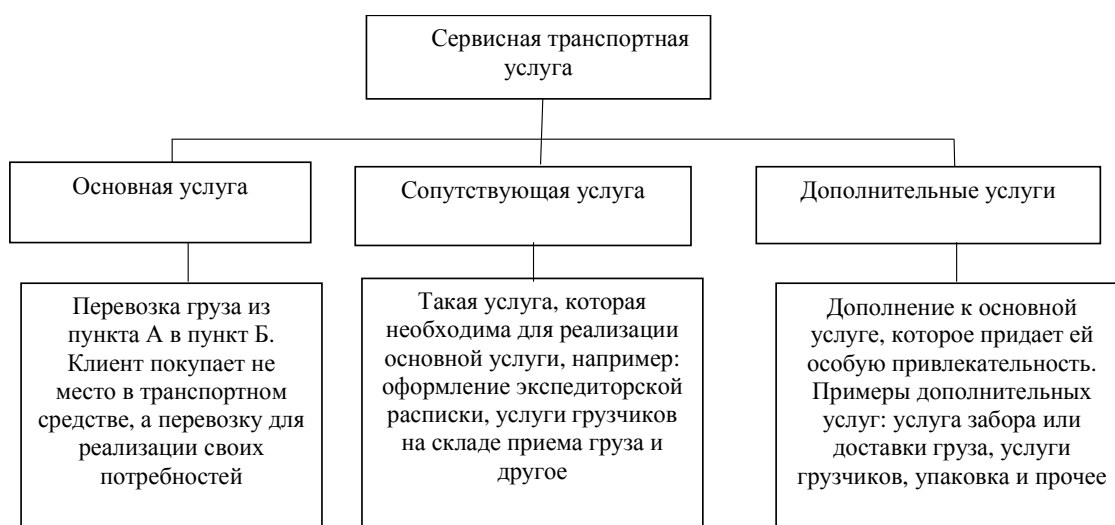 Сервисная транспортная
услуга
Основная услуга
Сопутствующая услуга
Дополнительные услуги
Перевозка груза из
пункта А в пункт Б.
Клиент покупает не
место в транспортном
средстве, а перевозку для
реализации своих
потребностей
Такая услуга, которая
необходима для реализации
основной услуги, например:
оформление экспедиторской
расписки, услуги грузчиков
на складе приема груза и
другое
Дополнение к основной
услуге, которое придает ей
особую привлекательность.
Примеры дополнительных
услуг: услуга забора или
доставки груза, услуги
грузчиков, упаковка и прочее